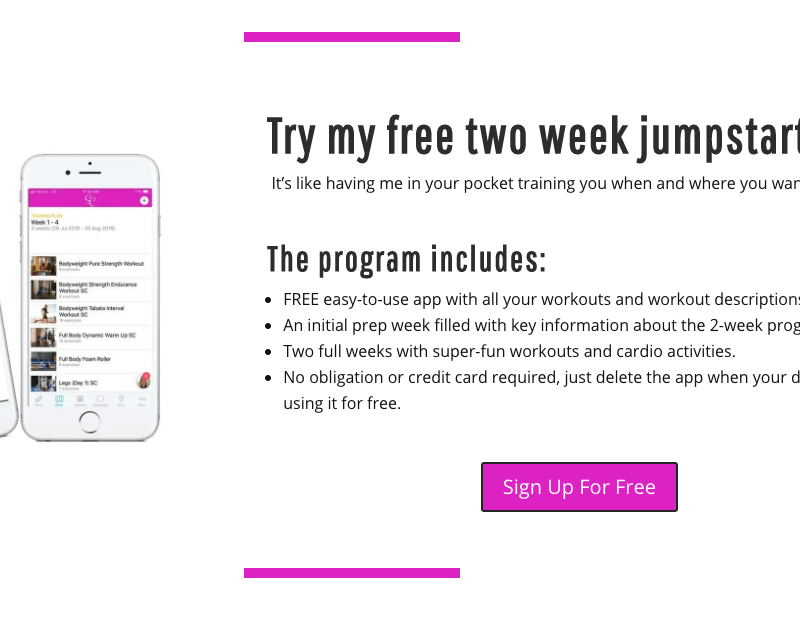 Try my free two week jumpstart
It’s like having me in your pocket training you when and where you
Week 1 - 4
4 weeks (29 Jul 2019 - 25 Aug 2019)
Bodyweight Pure Strength Workout
Bodyweight Strength Endurance
Workout SC
Bodyweight Tabata Interval
Workout SC
Full Body Dynamic Warm Up SC
Full Body Foam Roller
Legs (Day 1) SC
The program includes:
FREE easy-to-use app with all your workouts and workout descriptions
An initial prep week filled with key information about the 2-week
Two full weeks with super-fun workouts and cardio activities.
No obligation or credit card required, just delete the app when your
using it for free.
Sign Up For Free